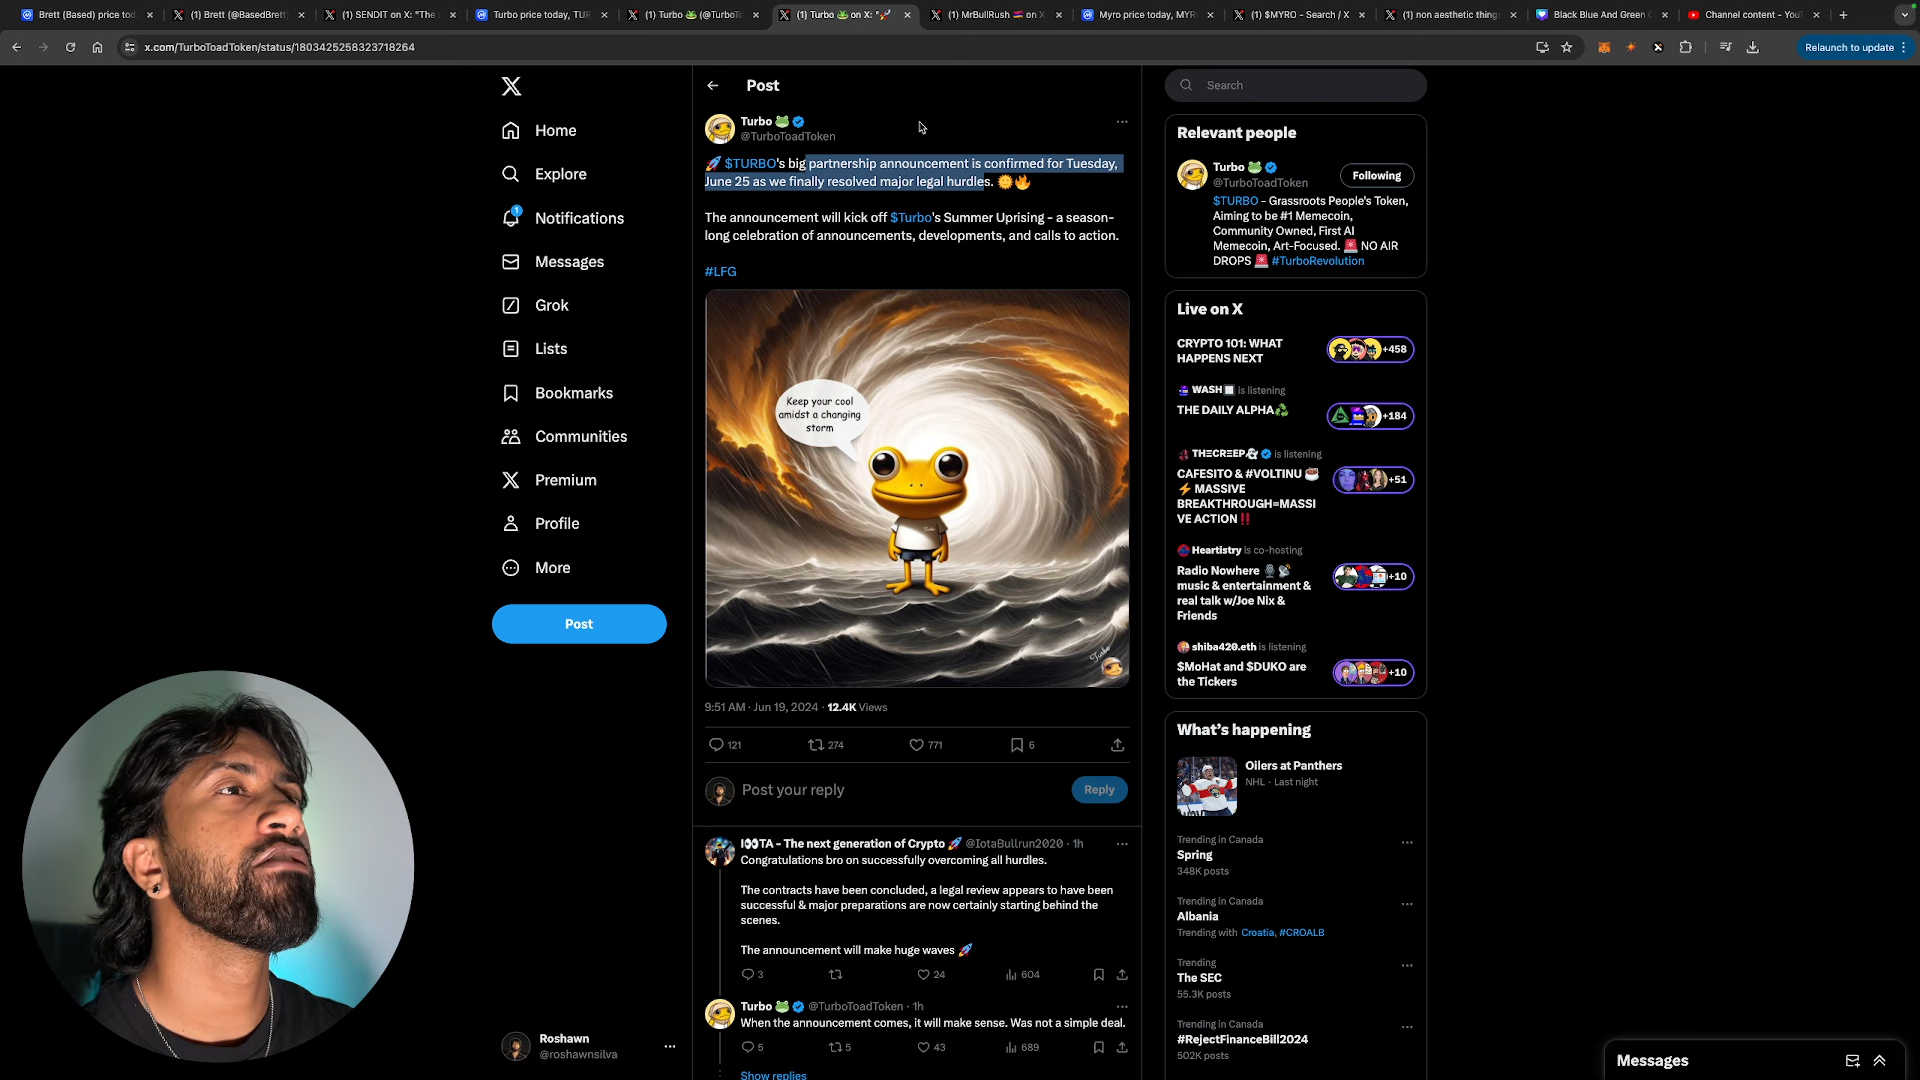 Brett (Based) price tod
(1) Brett (@BasedBrett)
(1) SENDIT on X: "The
Turbo price today, TUR
(1) Turbo 🐸 (@TurboTo
(1) Turbo 🐸 on X: "🚀
(1) MrBullRush on X
Myro price today, MYR
(1) $MYRO - Search / X
(1) non aesthetic thing
Black Blue And Green
Channel content - You
x.com/TurboToadToken/status/1803425258323718264
Relaunch to update
Home
Explore
Notifications
1
Messages
Grok
Lists
Bookmarks
Communities
Premium
Profile
More
Post
Roshawn
@roshawnsilva
Post
Turbo 🐸
@TurboToadToken
🚀 $TURBO's big partnership announcement is confirmed for Tuesday,
June 25 as we finally resolved major legal hurdles. 🌞🔥
The announcement will kick off $Turbo's Summer Uprising - a season-
long celebration of announcements, developments, and calls to action.
#LFG
Keep your cool
amidst a changing
storm
Turbo
9:51 AM · Jun 19, 2024 · 12.4K Views
121 274 771 6
Post your reply
Reply
I👀TA - The next generation of Crypto 🚀 @IotaBullrun2020 · 1h
Congratulations bro on successfully overcoming all hurdles.
The contracts have been concluded, a legal review appears to have been
successful & major preparations are now certainly starting behind the
scenes.
The announcement will make huge waves 🚀
3 24 604
Turbo 🐸 @TurboToadToken · 1h
When the announcement comes, it will make sense. Was not a simple deal.
5 5 43 689
Show replies
Search
Relevant people
Turbo 🐸
@TurboToadToken
Following
$TURBO - Grassroots People's Token,
Aiming to be #1 Memecoin,
Community Owned, First AI
Memecoin, Art-Focused. 🚨 NO AIR
DROPS 🚨 #TurboRevolution
Live on X
CRYPTO 101: WHAT
HAPPENS NEXT
+458
WASH is listening
THE DAILY ALPHA♻️
+184
THΞCRΞΞP👻 is listening
CAFESITO & #VOLTINU ☕
⚡ MASSIVE
BREAKTHROUGH=MASSI
VE ACTION‼️
+51
Heartistry is co-hosting
Radio Nowhere 🎙️📡
music & entertainment &
real talk w/Joe Nix &
Friends
+10
shiba420.eth is listening
$MoHat and $DUKO are
the Tickers
+10
What's happening
Oilers at Panthers
NHL · Last night
Trending in Canada
Spring
348K posts
Trending in Canada
Albania
Trending with Croatia, #CROALB
Trending
The SEC
55.3K posts
Trending in Canada
#RejectFinanceBill2024
502K posts
Messages